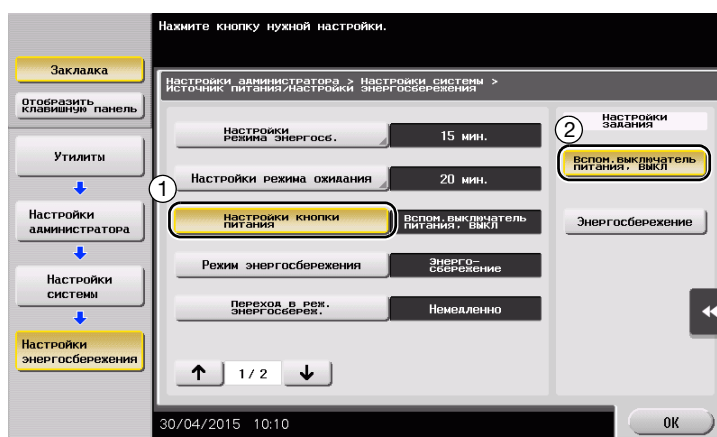 Нажмите кнопку нужной настройки.
Закладка
Отобразить
клавишную панель
Утилиты
Настройки
администратора
Настройки
системы
Настройки
энергосбережения
Настройки администратора > Настройки системы >
Источник питания/Настройки энергосбережения
Настройки
режима энергосб.
15 мин.
Настройки режима ожидания
20 мин.
1
Настройки кнопки
питания
Вспом.выключатель
питания, ВЫКЛ
Режим энергосбережения
Энерго-
сбережение
Переход в реж.
энергосбереж.
Немедленно
1/ 2
Настройки
задания
2
Вспом.выключатель
питания, ВЫКЛ
Энергосбережение
30/04/2015 10:10
OK